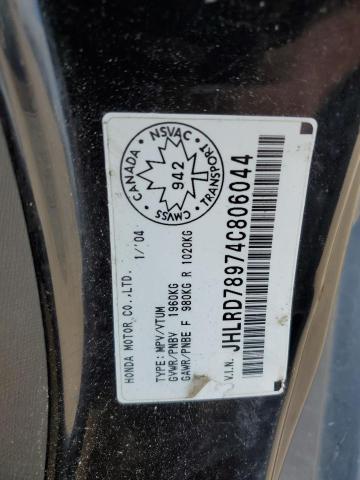 HONDA MOTOR CO.,LTD. 1/'04
TYPE: MPV/VTUM
GVWR/PNBV 1960KG
GAWR/PNBE F 980KG R 1020KG
V.I.N. JHLRD78974C806044
CANADA • NSVAC • TRANSPORT • CMVSS
942